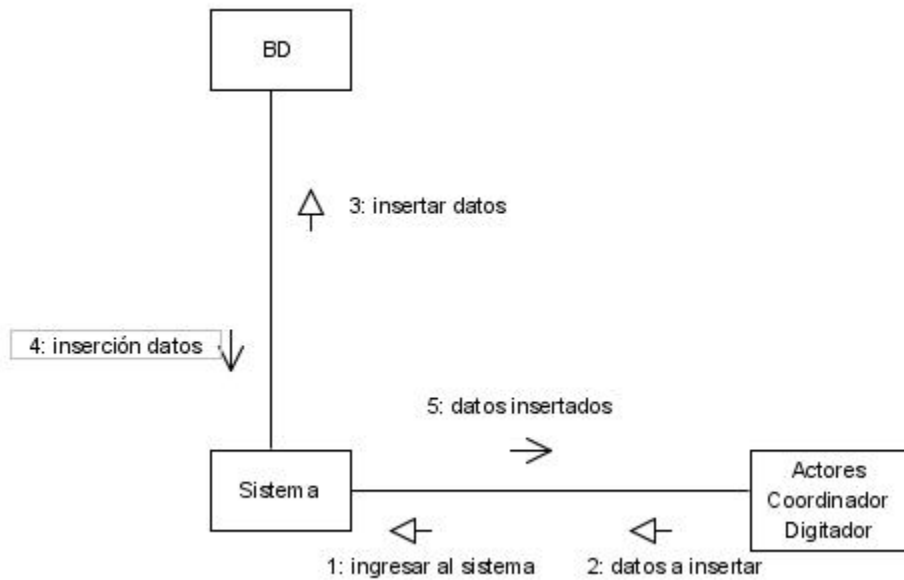 BD
3: insertar datos
4: inserción datos
5: datos insertados
Sistema
Actores
Coordinador
Digitador
1: ingresar al sistema
2: datos a insertar